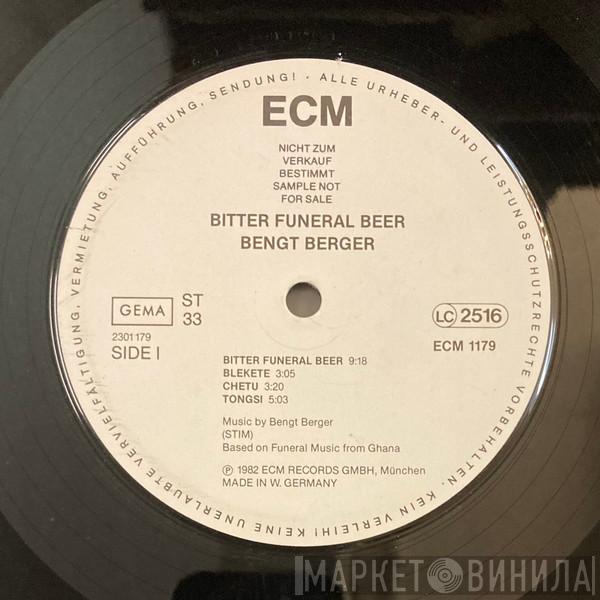 ALLE URHEBER- UND LEISTUNGSSCHUTZRECHTE VORBEHALTEN. KEIN VERLEIH! KEINE UNERLAUBTE VERVIELFÄLTIGUNG, VERMIETUNG, AUFFÜHRUNG, SENDUNG! ·
ECM
NICHT ZUM
VERKAUF
BESTIMMT
SAMPLE NOT
FOR SALE
BITTER FUNERAL BEER
BENGT BERGER
GEMA
ST
33
LC 2516
2301179
SIDE I
ECM 1179
BITTER FUNERAL BEER 9:18
BLEKETE 3:05
CHETU 3:20
TONGSI 5:03
Music by Bengt Berger
(STIM)
Based on Funeral Music from Ghana
℗ 1982 ECM RECORDS GMBH, München
MADE IN W. GERMANY
МАРКЕТ ВИНИЛА